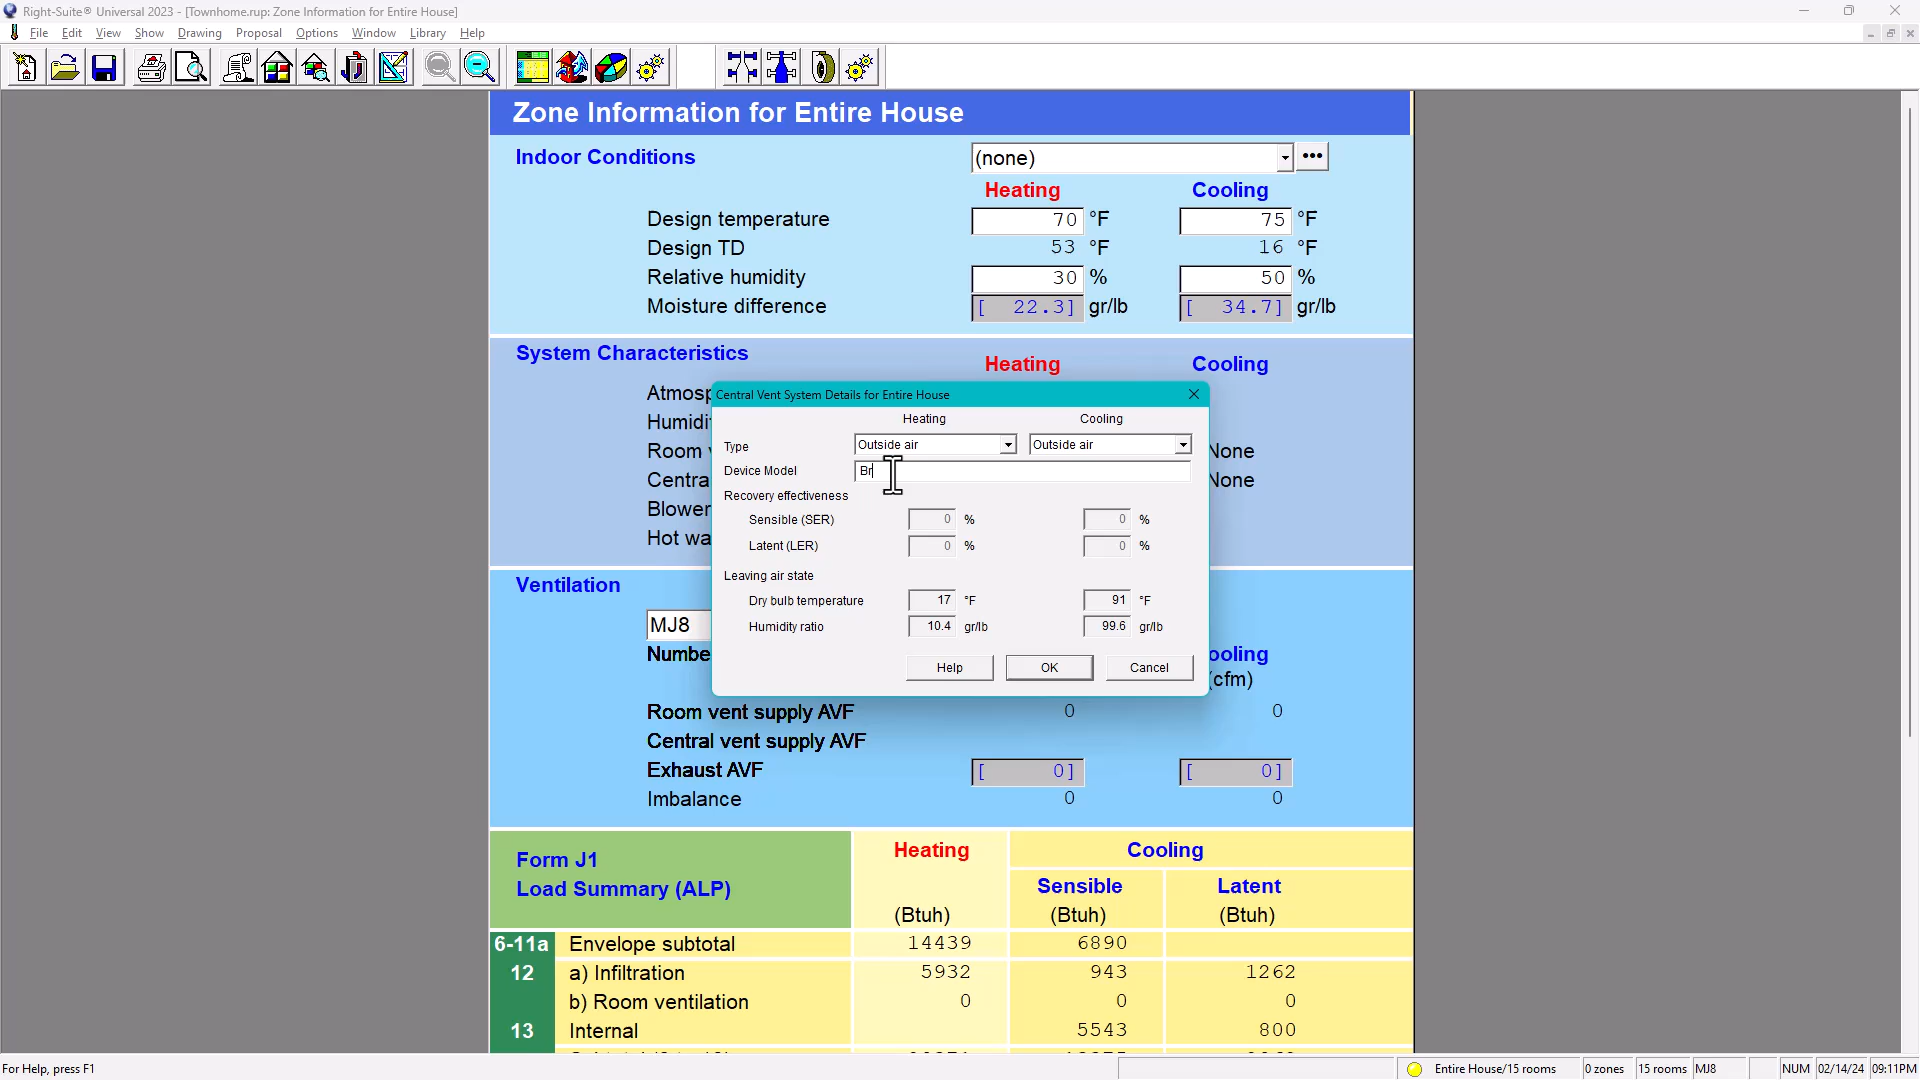 Right-Suite® Universal 2023 - [Townhome.rup: Zone Information for Entire House]
File Edit View Show Drawing Proposal Options Window Library Help
Zone Information for Entire House
Indoor Conditions (none) •••
Heating Cooling
Design temperature 70 °F 75 °F
Design TD 53 °F 16 °F
Relative humidity 30 % 50 %
Moisture difference [ 22.3] gr/lb [ 34.7] gr/lb
System Characteristics Heating Cooling
Atmosp
Humidi
Room None
Centra None
Blower
Hot wa
Central Vent System Details for Entire House
Heating Cooling
Type Outside air Outside air
Device Model Br
Recovery effectiveness
Sensible (SER) 0 % 0 %
Latent (LER) 0 % 0 %
Leaving air state
Dry bulb temperature 17 °F 91 °F
Humidity ratio 10.4 gr/lb 99.6 gr/lb
Help OK Cancel
Ventilation
MJ8
Numbe ooling
(cfm)
Room vent supply AVF 0 0
Central vent supply AVF
Exhaust AVF [ 0] [ 0]
Imbalance 0 0
Form J1 Heating Cooling
Load Summary (ALP) Sensible Latent
(Btuh) (Btuh) (Btuh)
6-11a Envelope subtotal 14439 6890
12 a) Infiltration 5932 943 1262
b) Room ventilation 0 0 0
13 Internal 5543 800
For Help, press F1 Entire House/15 rooms 0 zones 15 rooms MJ8 NUM 02/14/24 09:11PM